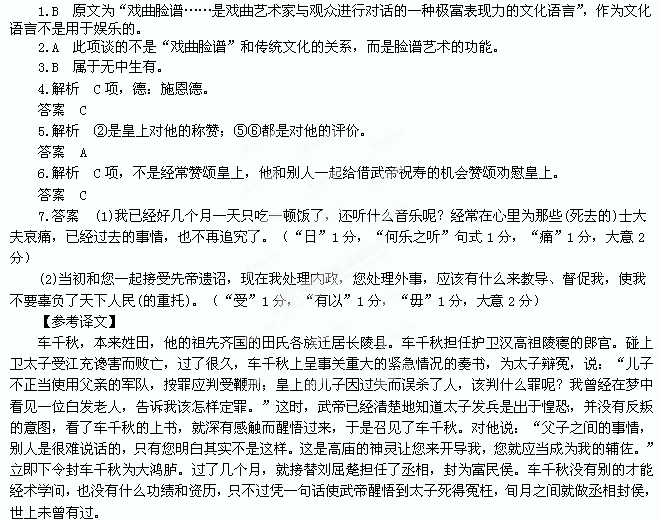 1.B 原文为“戏曲脸谱……是戏曲艺术家与观众进行对话的一种极富表现力的文化语言”，作为文化
语言不是用于娱乐的。
2.A 此项谈的不是“戏曲脸谱”和传统文化的关系，而是脸谱艺术的功能。
3.B 属于无中生有。
4.解析 C项，德：施恩德。
答案 C
5.解析 ②是皇上对他的称赞；⑤⑥都是对他的评价。
答案 A
6.解析 C项，不是经常赞颂皇上，他和别人一起给借武帝祝寿的机会赞颂劝慰皇上。
答案 C
7.答案 (1)我已经好几个月一天只吃一顿饭了，还听什么音乐呢？经常在心里为那些(死去的)士大
夫哀痛，已经过去的事情，也不再追究了。（“日”1分，“何乐之听”句式1分，“痛”1分，大意2
分）
(2)当初和您一起接受先帝遗诏，现在我处理内政，您处理外事，应该有什么来教导、督促我，使我
不要辜负了天下人民(的重托)。（“受”1分，“有以”1分，“毋”1分，大意2分）
【参考译文】
车千秋，本来姓田，他的祖先齐国的田氏各族迁居长陵县。车千秋担任护卫汉高祖陵寝的郎官。碰上
卫太子受江充谗害而败亡，过了很久，车千秋上呈事关重大的紧急情况的奏书，为太子辩冤，说：“儿子
不正当使用父亲的军队，按罪应判受鞭刑；皇上的儿子因过失而误杀了人，该判什么罪呢？我曾经在梦中
看见一位白发老人，告诉我该怎样定罪。”这时，武帝已经清楚地知道太子发兵是出于惶恐，并没有反叛
的意图，看了车千秋的上书，就深有感触而醒悟过来，于是召见了车千秋。对他说：“父子之间的事情，
别人是很难说话的，只有您明白其实不是这样。这是高庙的神灵让您来开导我，您就应当成为我的辅佐。”
立即下令封车千秋为大鸿胪。过了几个月，就接替刘屈氂担任了丞相，封为富民侯。车千秋没有别的才能
经术学问，也没有什么功绩和资历，只不过凭一句话使武帝醒悟到太子死得冤枉，旬月之间就做丞相封侯，
世上未曾有过。